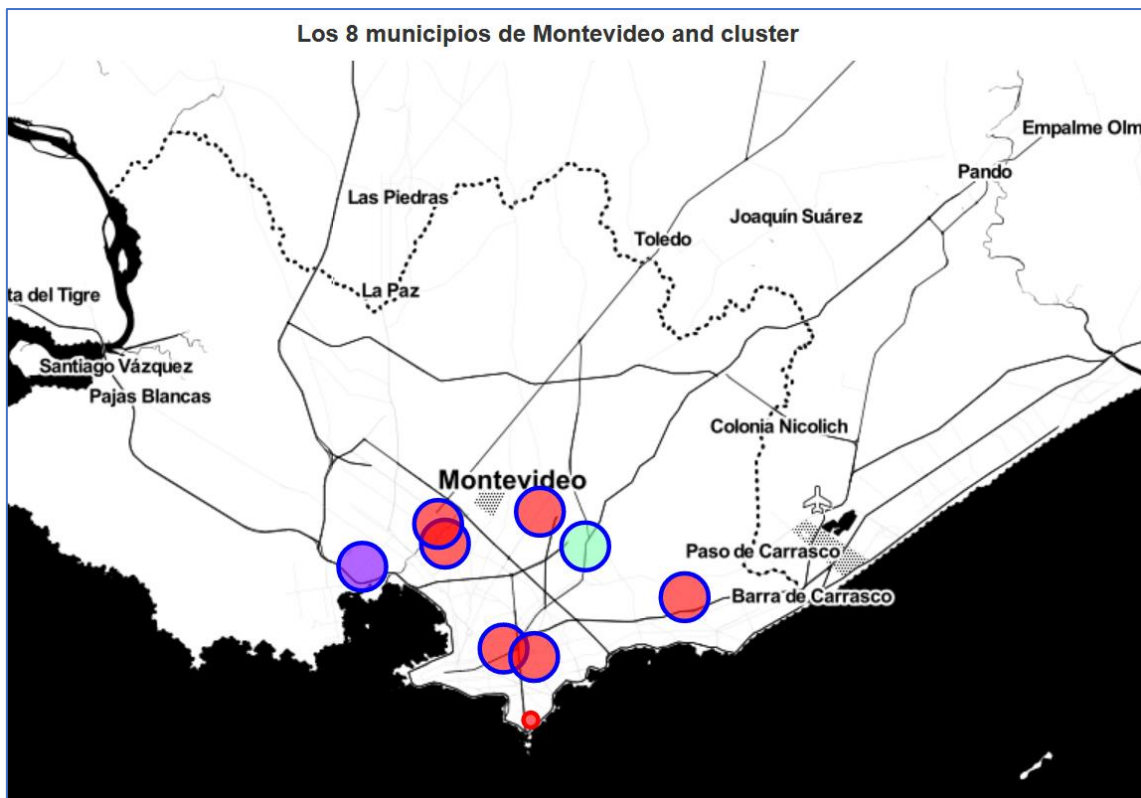 Los 8 municipios de Montevideo and cluster
Empalme Olm
Pando
Las Piedras
Joaquín Suárez
Toledo
La Paz
ta del Tigre
Santiago Vázquez
Pajas Blancas
Colonia Nicolich
Montevideo
Paso de Carrasco
Barra de Carrasco